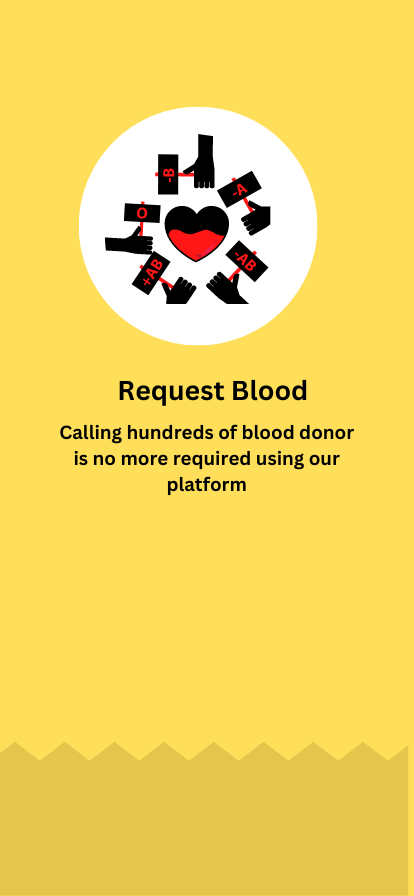 -B
-A
O
-AB
+AB
Request Blood
Calling hundreds of blood donor
is no more required using our
platform